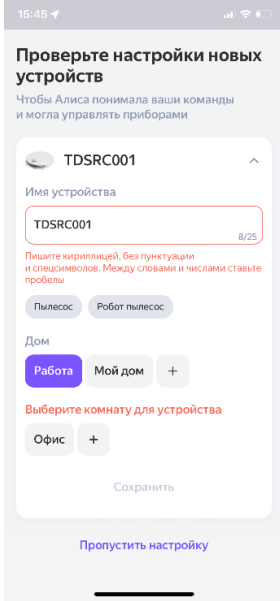 15:45
Проверьте настройки новых
устройств
Чтобы Алиса понимала ваши команды
и могла управлять приборами
TDSRC001
Имя устройства
TDSRC001
8/25
Пишите кириллицей, без пунктуации
и спецсимволов. Между словами и числами ставьте
пробелы
Пылесос Робот пылесос
Дом
Работа Мой дом +
Выберите комнату для устройства
Офис +
Сохранить
Пропустить настройку